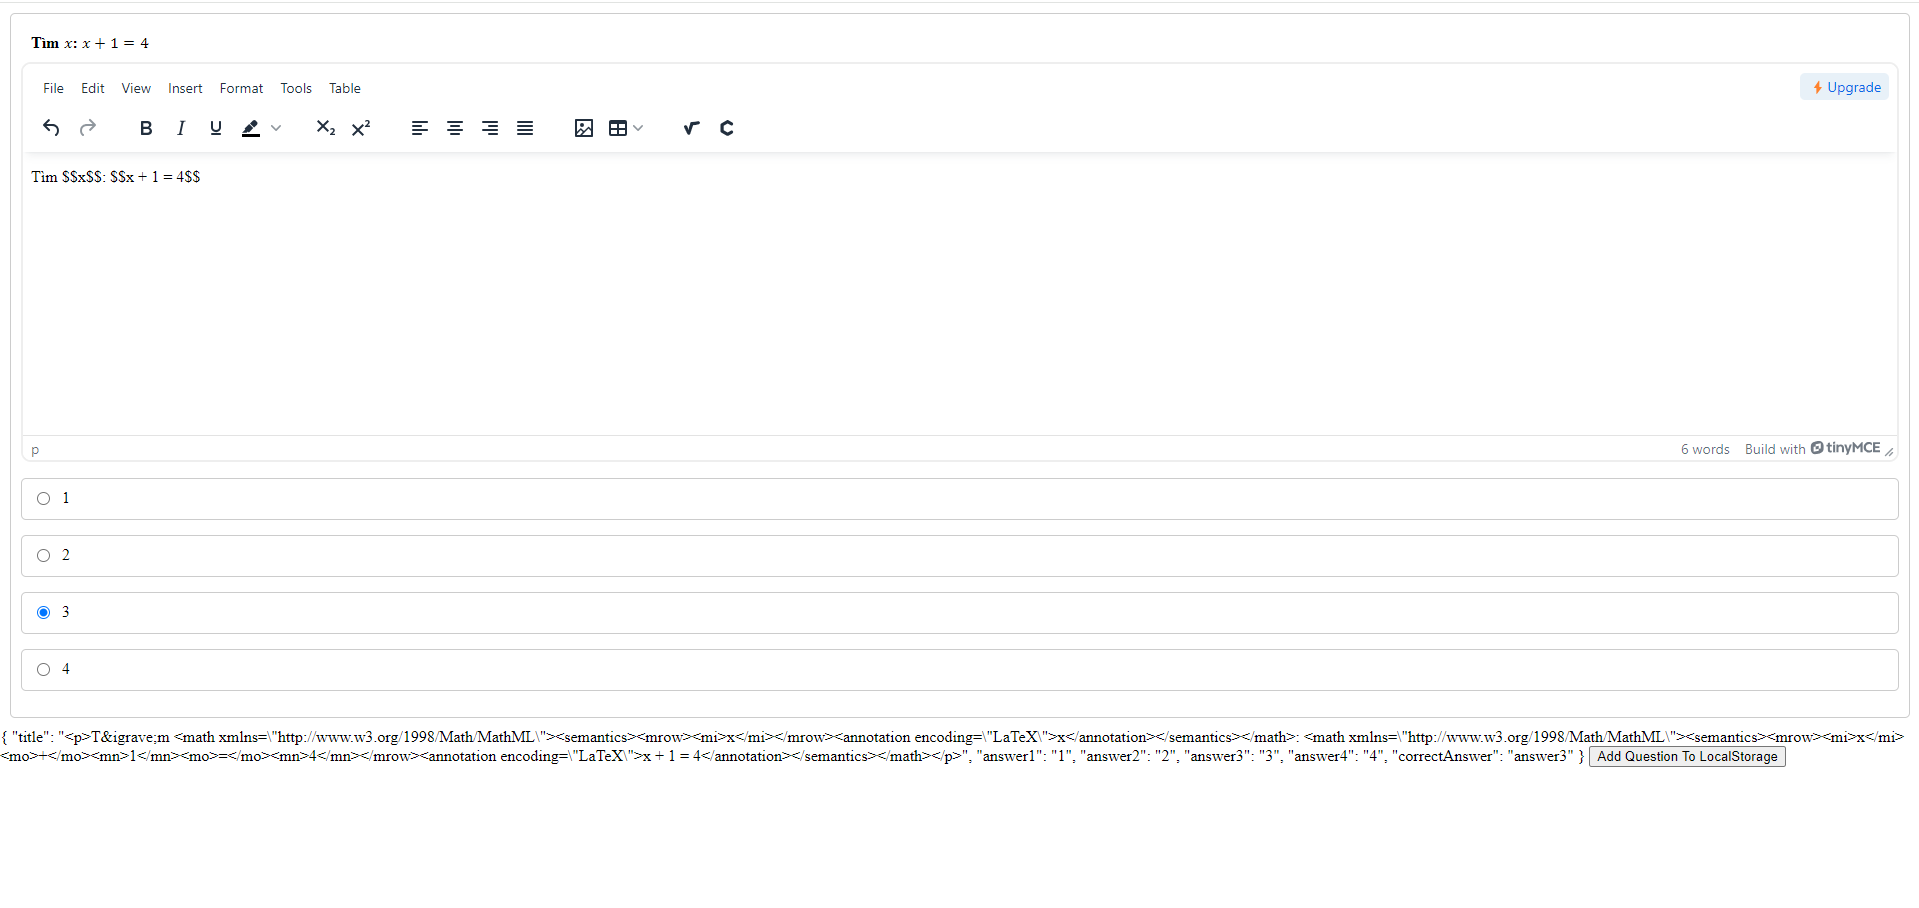 Tìm x: x + 1 = 4
File Edit View Insert Format Tools Table Upgrade
B I U X₂ X² C
Tìm $$x$$: $$x + 1 = 4$$
p 6 words Build with tinyMCE
1
2
3
4
{ "title": "<p>T&igrave;m <math xmlns=\"http://www.w3.org/1998/Math/MathML\"><semantics><mrow><mi>x</mi></mrow><annotation encoding=\"LaTeX\">x</annotation></semantics></math>: <math xmlns=\"http://www.w3.org/1998/Math/MathML\"><semantics><mrow><mi>x</mi>
<mo>+</mo><mn>1</mn><mo>=</mo><mn>4</mn></mrow><annotation encoding=\"LaTeX\">x + 1 = 4</annotation></semantics></math></p>", "answer1": "1", "answer2": "2", "answer3": "3", "answer4": "4", "correctAnswer": "answer3" } Add Question To LocalStorage